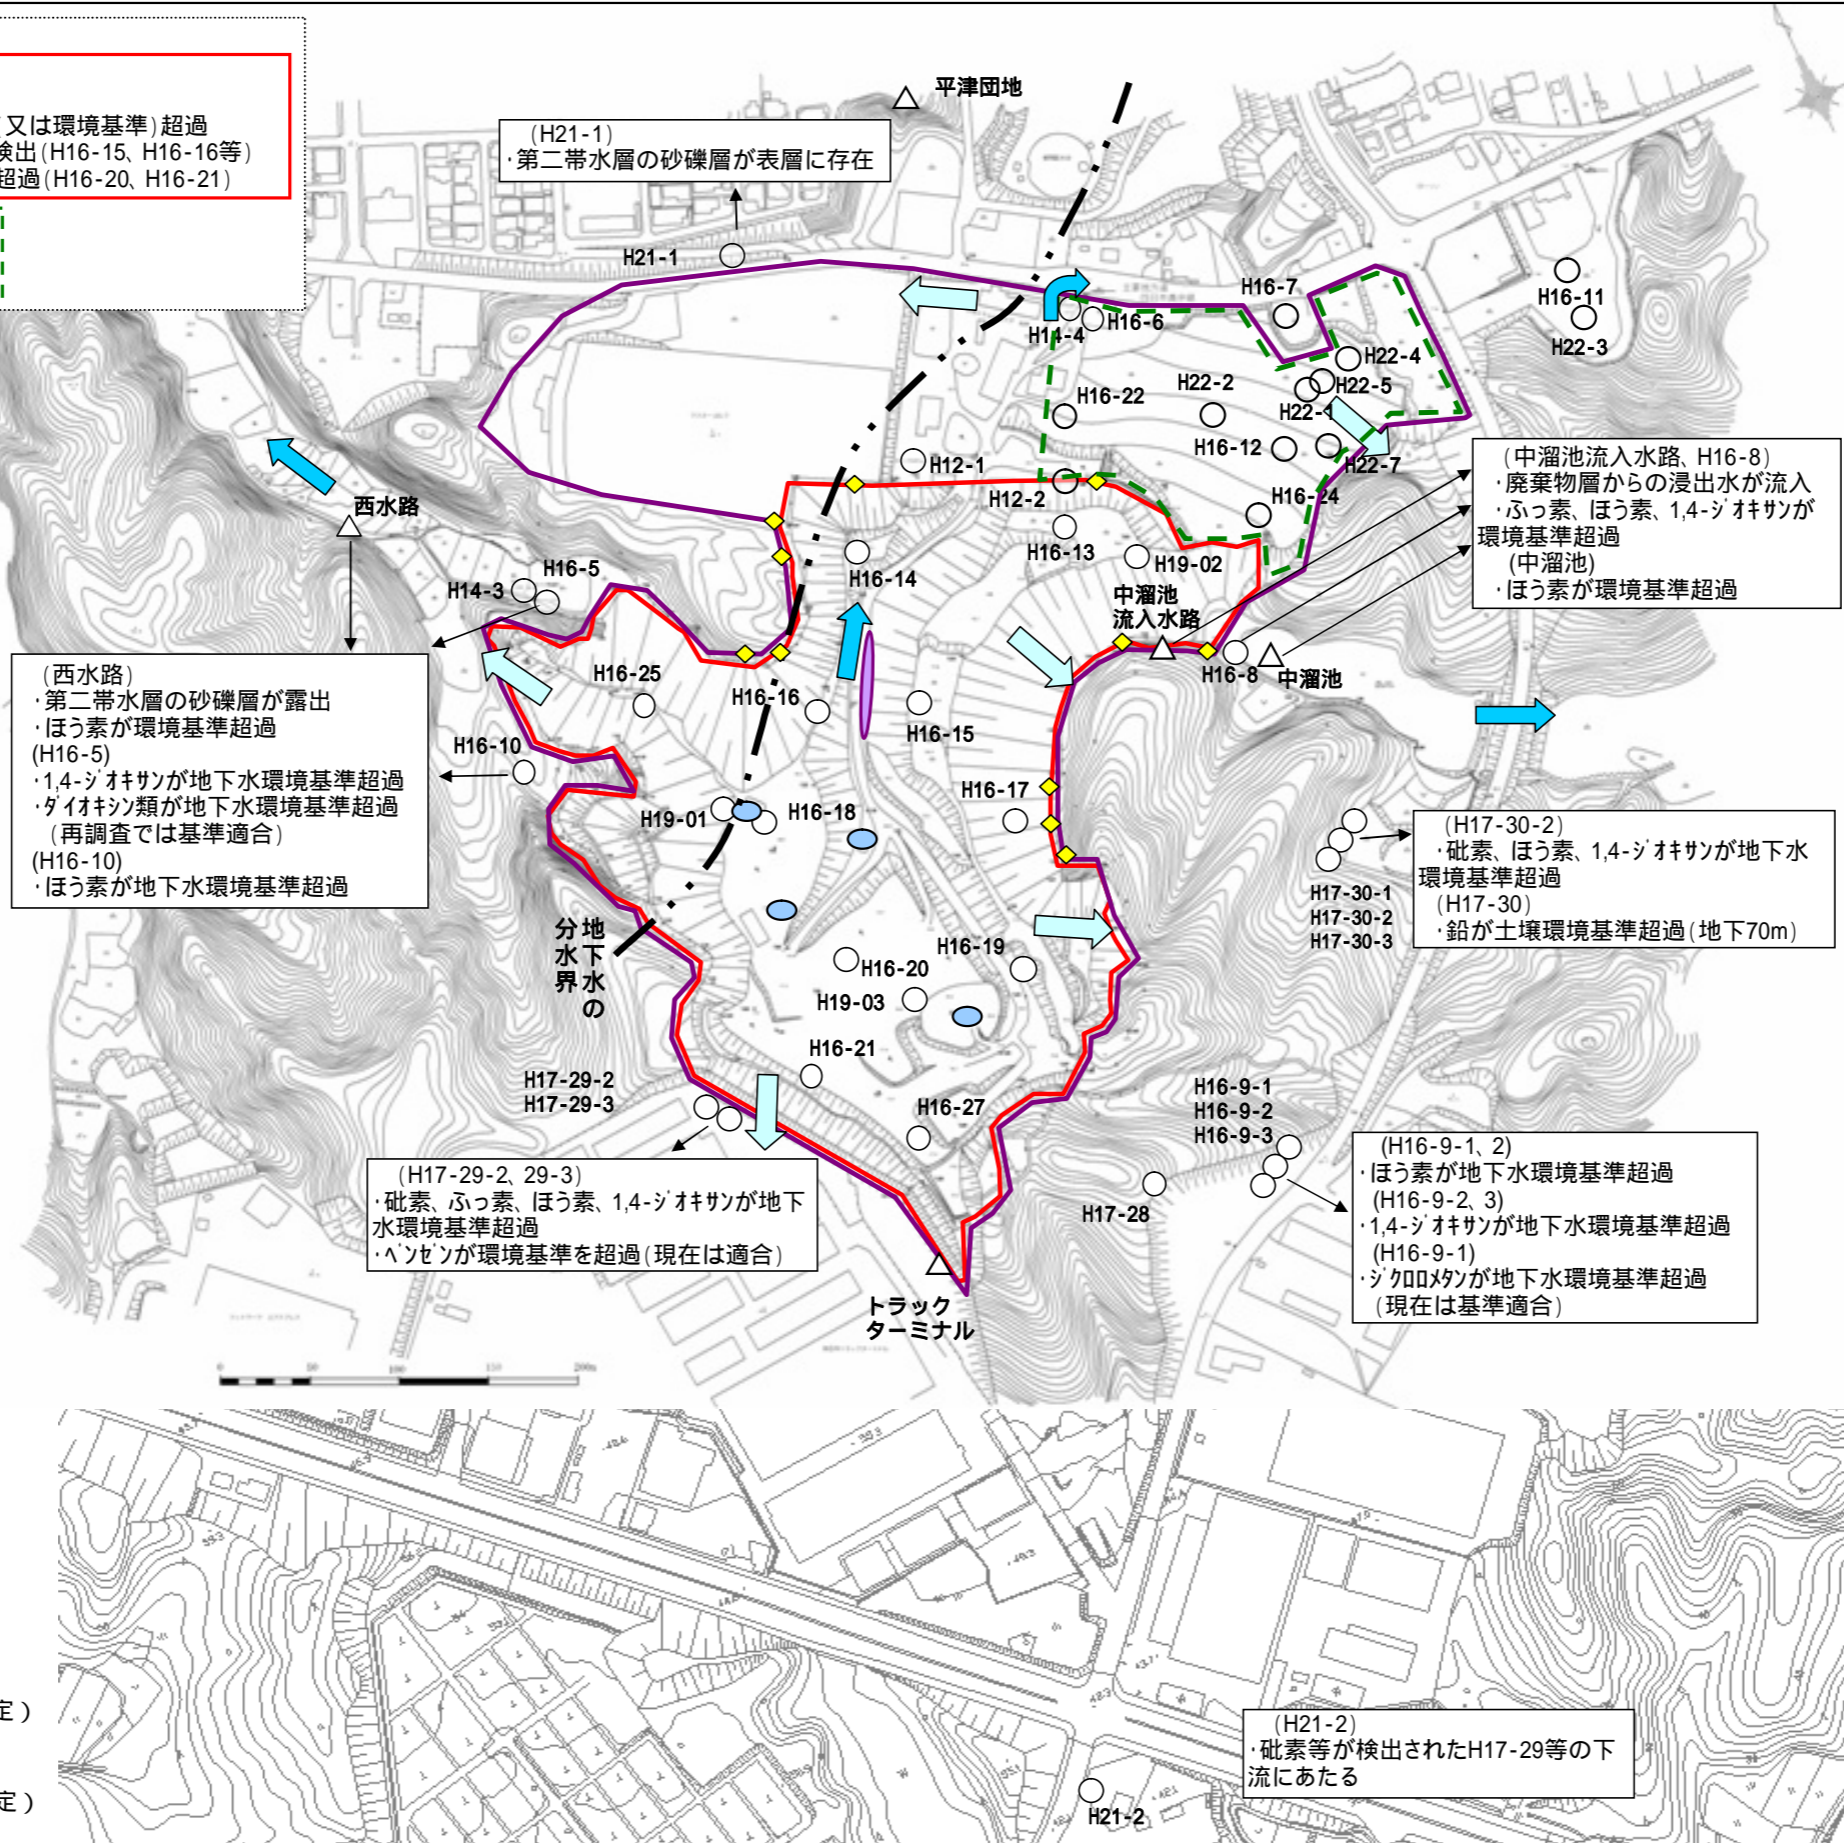 (又は環境基準)超過
検出(H16-15、H16-16等)
超過(H16-20、H16-21)
平津団地
(H21-1)
・第二帯水層の砂礫層が表層に存在
H21-1
H14-4
H16-6
H16-7
H16-11
H22-3
H22-4
H22-5
H22-1
H22-2
H16-22
H16-12
H22-7
H12-1
H12-2
H16-24
H16-13
H19-02
H16-14
西水路
H14-3
H16-5
中溜池
流入水路
H16-8
中溜池
(中溜池流入水路、H16-8)
・廃棄物層からの浸出水が流入
・ふっ素、ほう素、1,4-ジオキサンが
環境基準超過
(中溜池)
・ほう素が環境基準超過
(西水路)
・第二帯水層の砂礫層が露出
・ほう素が環境基準超過
(H16-5)
・1,4-ジオキサンが地下水環境基準超過
・ダイオキシン類が地下水環境基準超過
(再調査では基準適合)
(H16-10)
・ほう素が地下水環境基準超過
H16-25
H16-16
H16-15
H16-10
H16-17
H19-01
H16-18
(H17-30-2)
・砒素、ほう素、1,4-ジオキサンが地下水
環境基準超過
(H17-30)
・鉛が土壌環境基準超過(地下70m)
H17-30-1
H17-30-2
H17-30-3
地下水の
分水界
H16-19
H16-20
H19-03
H16-21
H17-29-2
H17-29-3
H16-27
H16-9-1
H16-9-2
H16-9-3
H17-28
(H17-29-2、29-3)
・砒素、ふっ素、ほう素、1,4-ジオキサンが地下
水環境基準超過
・ベンゼンが環境基準を超過(現在は適合)
(H16-9-1、2)
・ほう素が地下水環境基準超過
(H16-9-2、3)
・1,4-ジオキサンが地下水環境基準超過
(H16-9-1)
・ジクロロメタンが地下水環境基準超過
(現在は基準適合)
トラック
ターミナル
0 50 100 150 200m
定)
定)
(H21-2)
・砒素等が検出されたH17-29等の下
流にあたる
H21-2